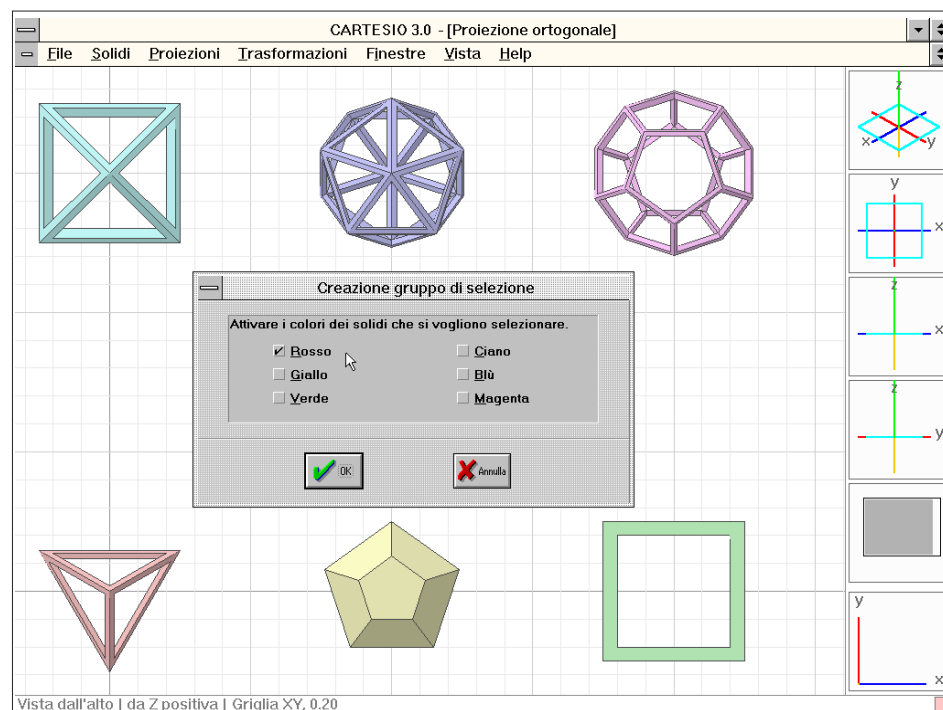 CARTESIO 3.0 - [Proiezione ortogonale]
File Solidi Proiezioni Trasformazioni Finestre Vista Help
z
x y
y
x
z
x
Creazione gruppo di selezione
Attivare i colori dei solidi che si vogliono selezionare.
Rosso Ciano
Giallo Blù
Verde Magenta
z
y
OK Annulla
y
x
Vista dall'alto | da Z positiva | Griglia XY, 0.20